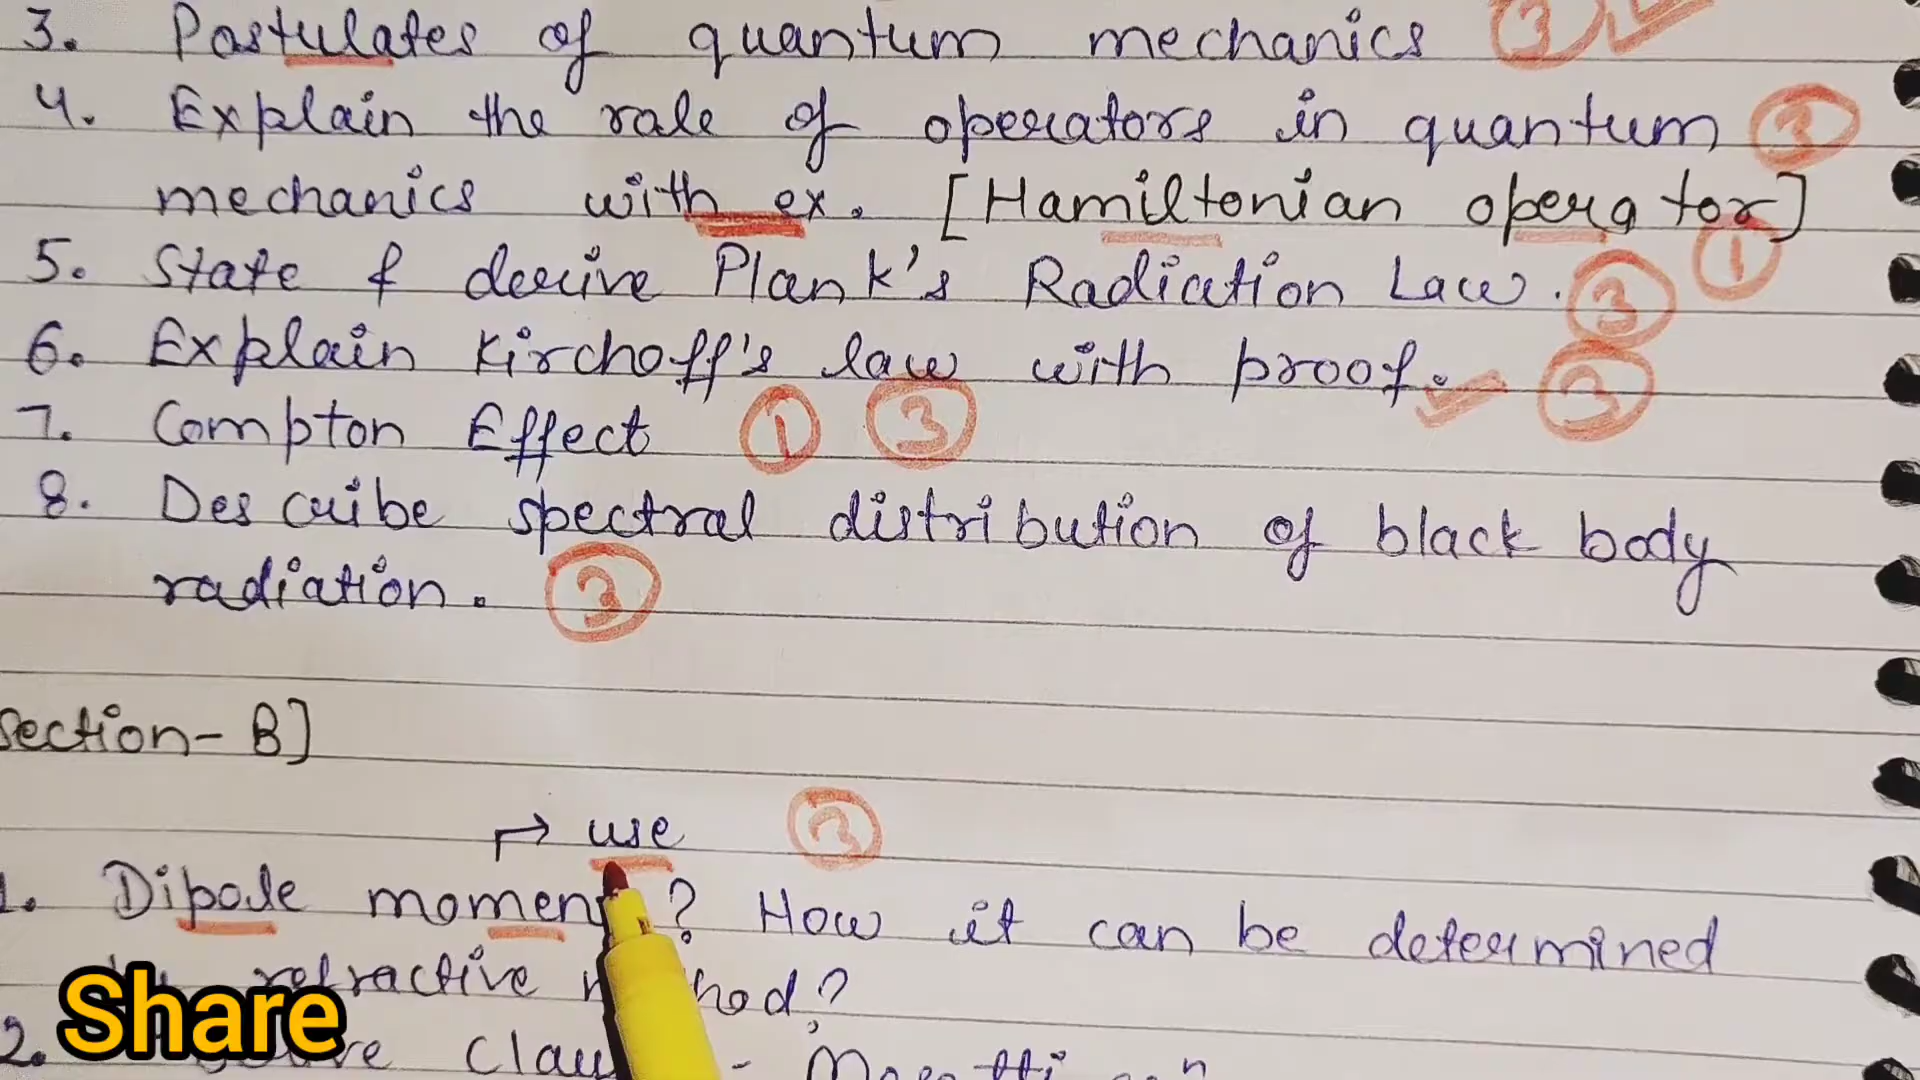 3. Postulates of quantum mechanics ③
4. Explain the role of operators in quantum ③
mechanics with ex. [Hamiltonian operator]
①
5. State & derive Plank's Radiation Law. ③
6. Explain Kirchoff's law with proof. ③
7. Compton Effect ① ③
8. Describe spectral distribution of black body
radiation. ③
Section-B]
→ use ③
1. Dipole moment? How it can be determined
refractive method?
2.
Share